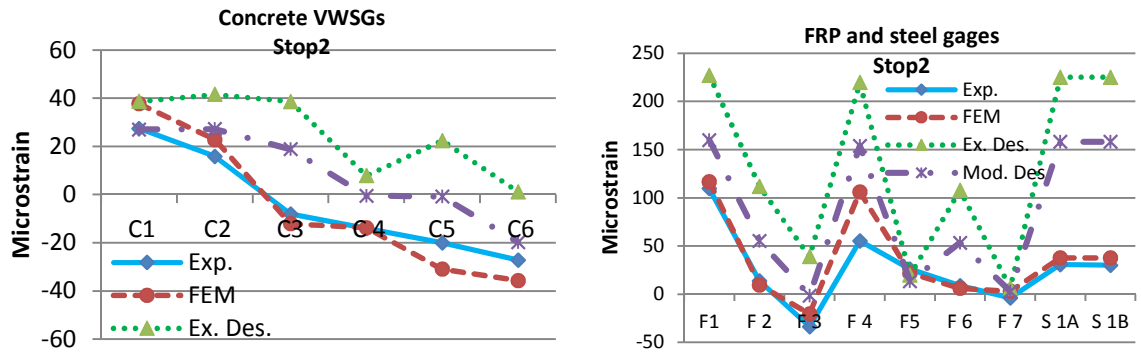 Concrete VWSGs
Stop2
Microstrain
60
40
20
0
-20
-40
-60
C1 C2 C3 C4 C5 C6
Exp.
FEM
Ex. Des.
FRP and steel gages
Stop2
Microstrain
250
200
150
100
50
0
-50
F1 F 2 F 3 F 4 F5 F 6 F 7 S 1A S 1B
Exp.
FEM
Ex. Des.
Mod. Des